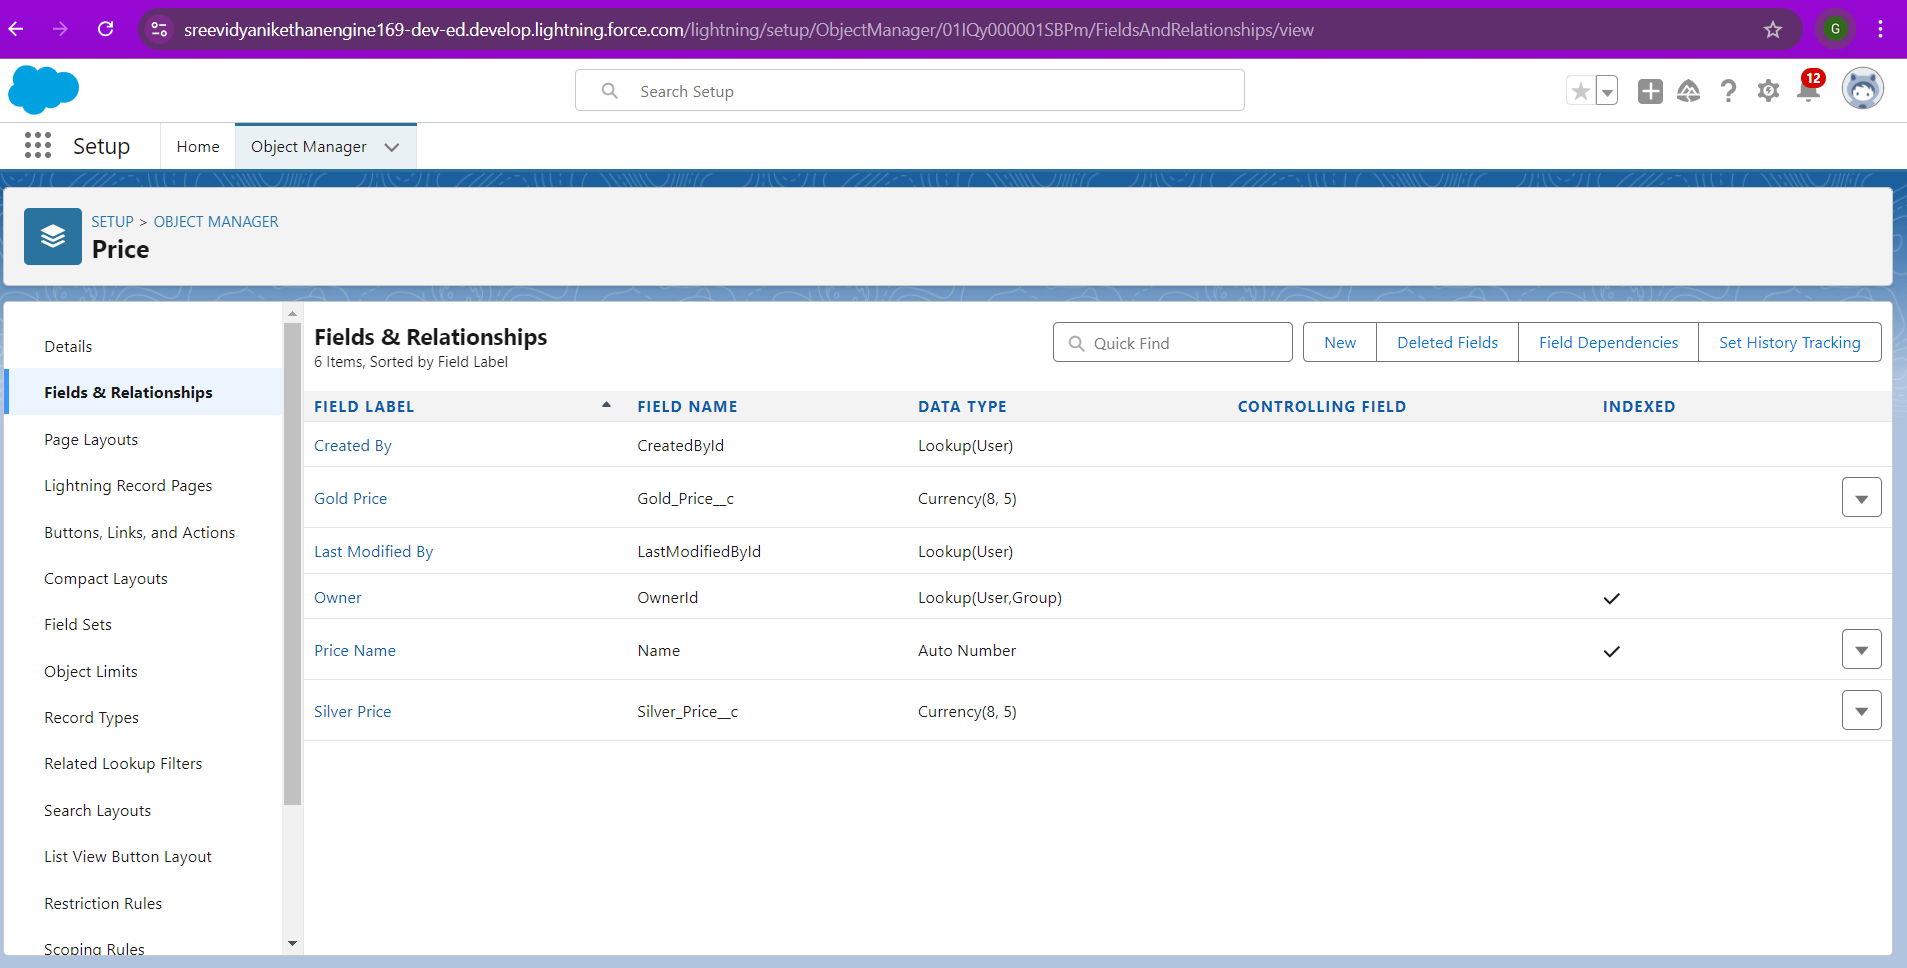 sreevidyanikethanengine169-dev-ed.develop.lightning.force.com/lightning/setup/ObjectManager/01IQy000001SBPm/FieldsAndRelationships/view
G
Search Setup
12
Setup
Home
Object Manager
SETUP > OBJECT MANAGER
Price
Details
Fields & Relationships
Page Layouts
Lightning Record Pages
Buttons, Links, and Actions
Compact Layouts
Field Sets
Object Limits
Record Types
Related Lookup Filters
Search Layouts
List View Button Layout
Restriction Rules
Scoping Rules
Fields & Relationships
6 Items, Sorted by Field Label
Quick Find
New
Deleted Fields
Field Dependencies
Set History Tracking
FIELD LABEL FIELD NAME DATA TYPE CONTROLLING FIELD INDEXED
Created By CreatedById Lookup(User)
Gold Price Gold_Price__c Currency(8, 5)
Last Modified By LastModifiedById Lookup(User)
Owner OwnerId Lookup(User,Group)
Price Name Name Auto Number
Silver Price Silver_Price__c Currency(8, 5)